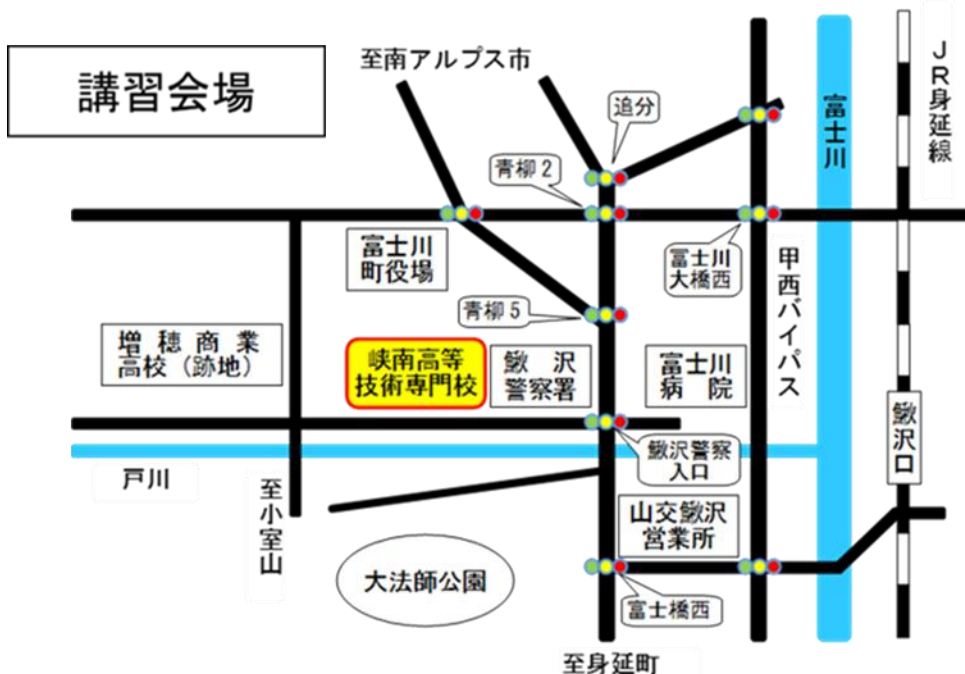 講習会場
至南アルプス市
追分
青柳2
富士川
JR身延線
富士川
町役場
冨士川
大橋西
甲西バイパス
青柳5
増穂商業
高校（跡地）
峡南高等
技術専門校
鰍沢
警察署
富士川
病院
鰍沢口
戸川
至小室山
鰍沢警察
入口
山交鰍沢
営業所
大法師公園
富士橋西
至身延町